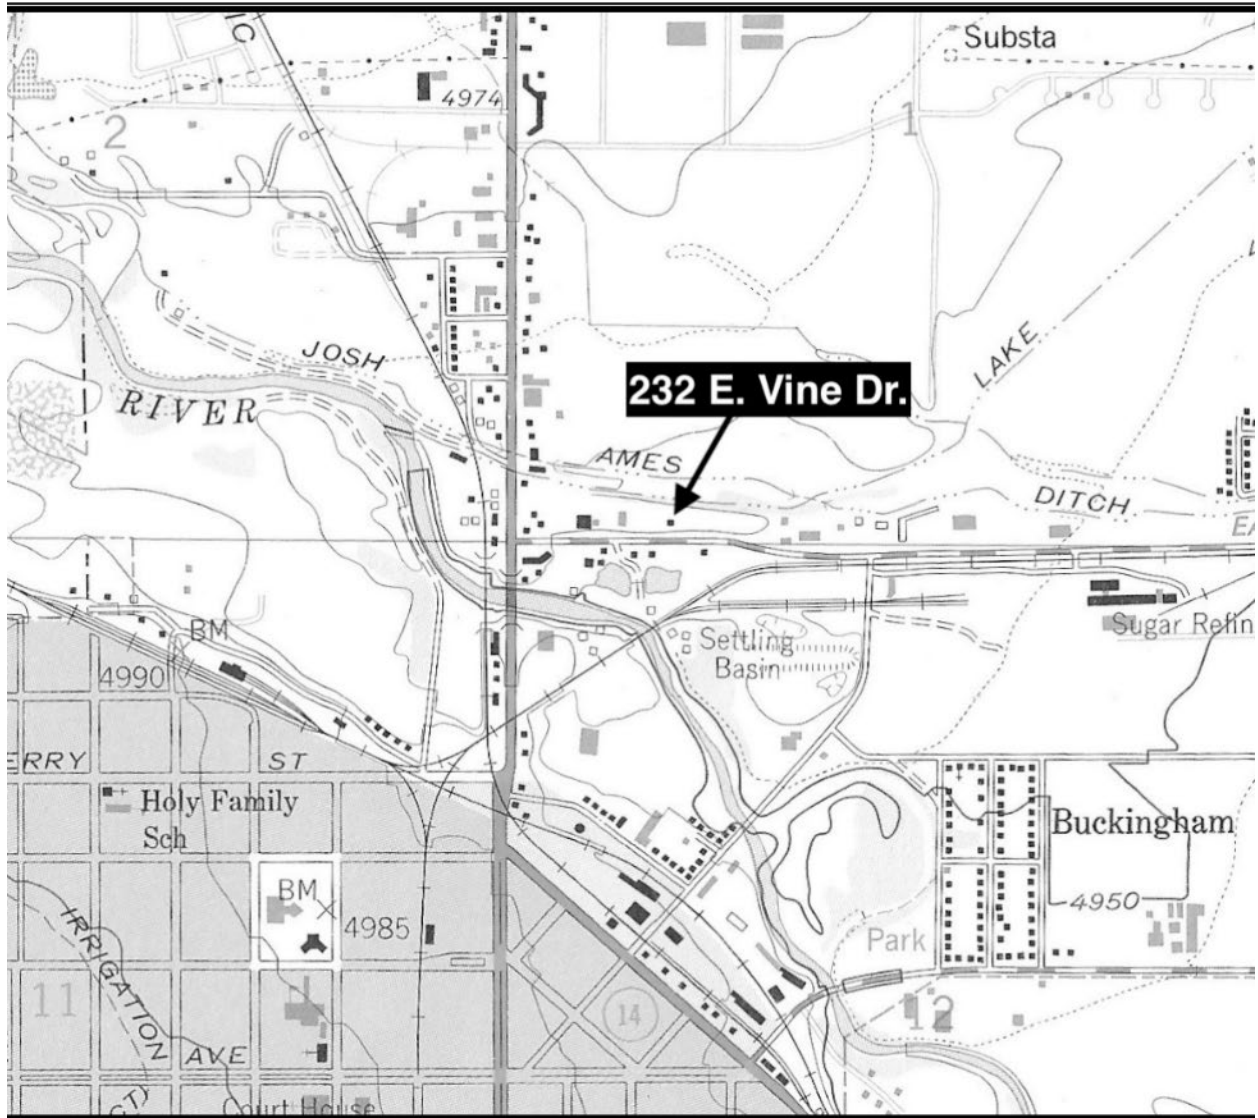 IC
Substa
4974
2
1
JOSH
LAKE
RIVER
232 E. Vine Dr.
AMES
DITCH
BM
Settling
Basin
Sugar Refin
4990
ERRY
ST
Holy Family
Sch
Buckingham
BM
4985
4950
IRRIGATION
Park
11
14
12
AVE
Court House